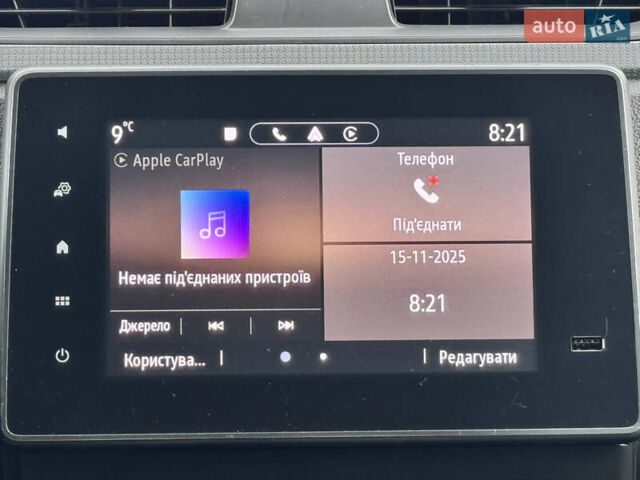 auto RIA.com
9°C
8:21
Apple CarPlay
Немає під'єднаних пристроїв
Джерело
Телефон
Під'єднати
15-11-2025
8:21
Користува...
Редагувати